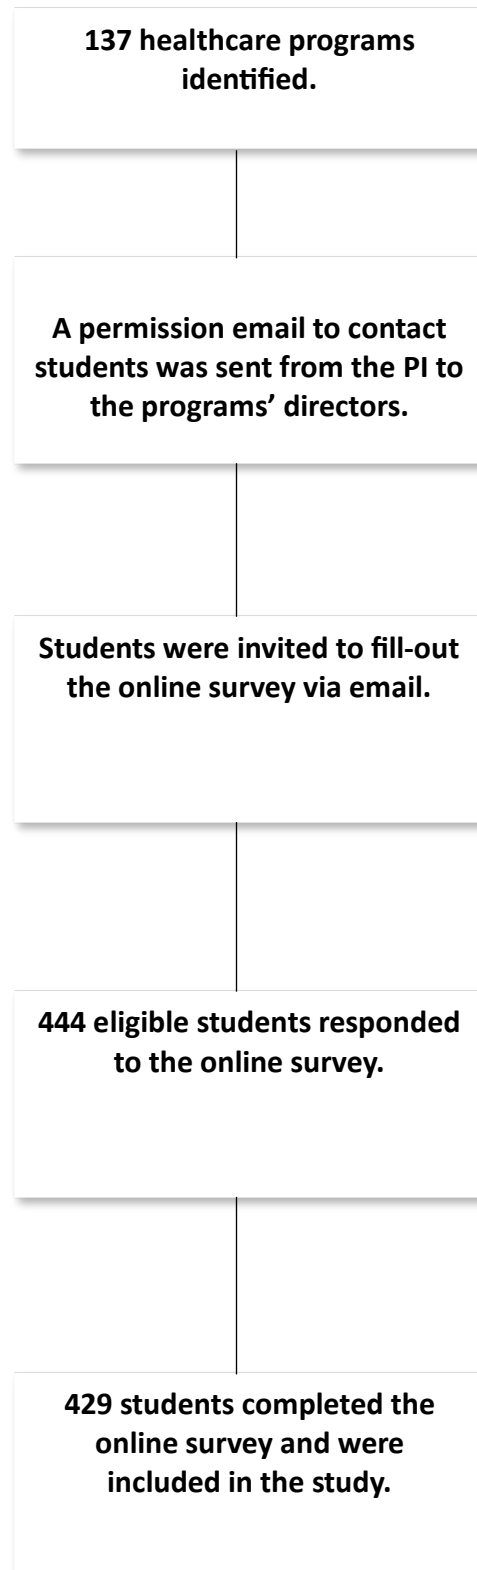 137 healthcare programs
identified.
A permission email to contact
students was sent from the PI to
the programs’ directors.
Students were invited to fill-out
the online survey via email.
444 eligible students responded
to the online survey.
429 students completed the
online survey and were
included in the study.